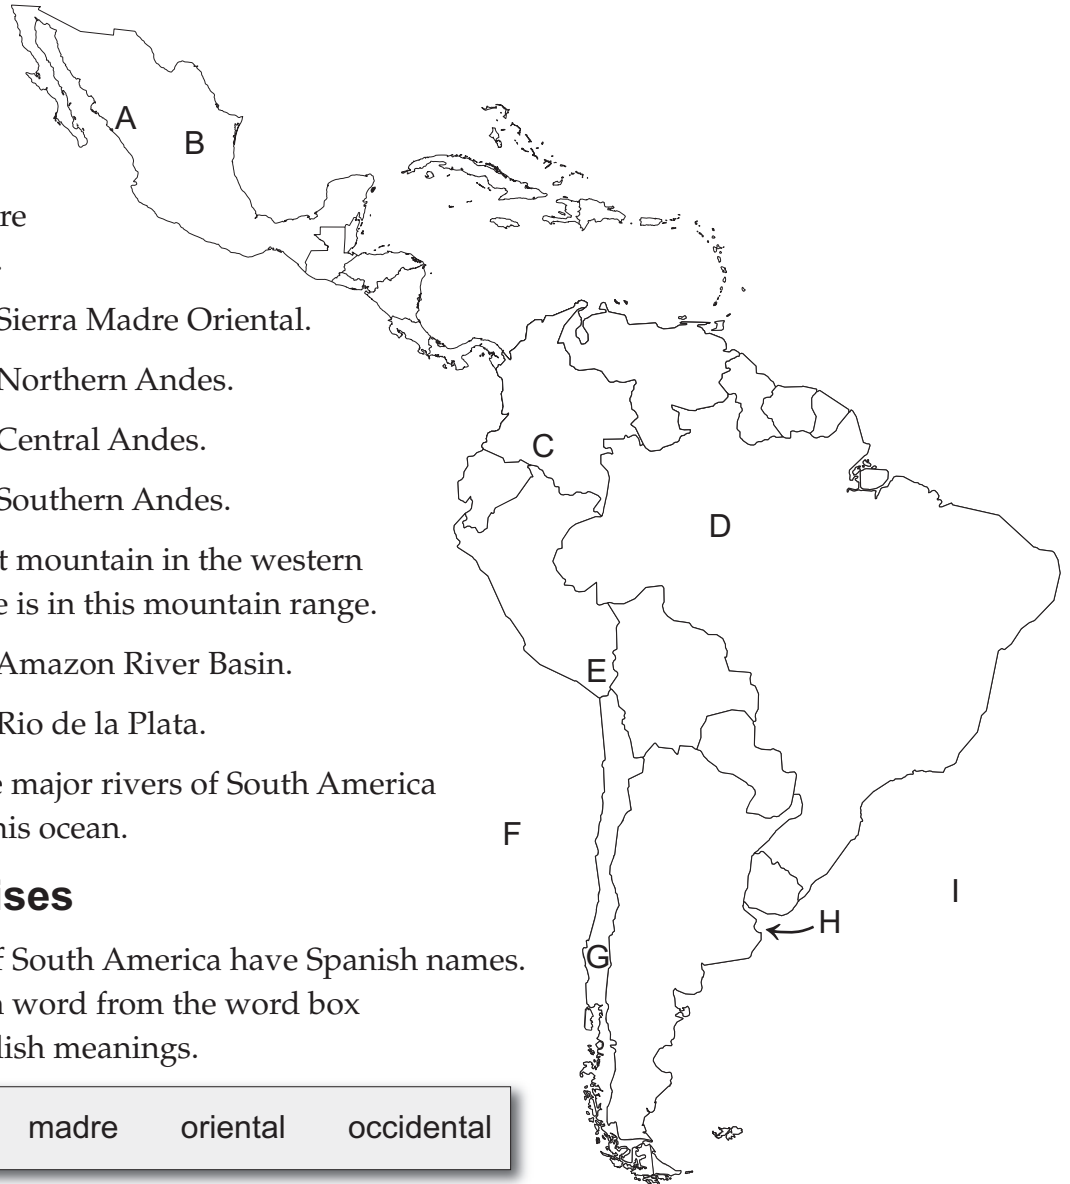 A
B
re
.
Sierra Madre Oriental.
Northern Andes.
Central Andes.
C
Southern Andes.
D
t mountain in the western
e is in this mountain range.
Amazon River Basin.
E
Rio de la Plata.
e major rivers of South America
his ocean.
F
ises
I
H
f South America have Spanish names.
G
n word from the word box
lish meanings.
madre oriental occidental